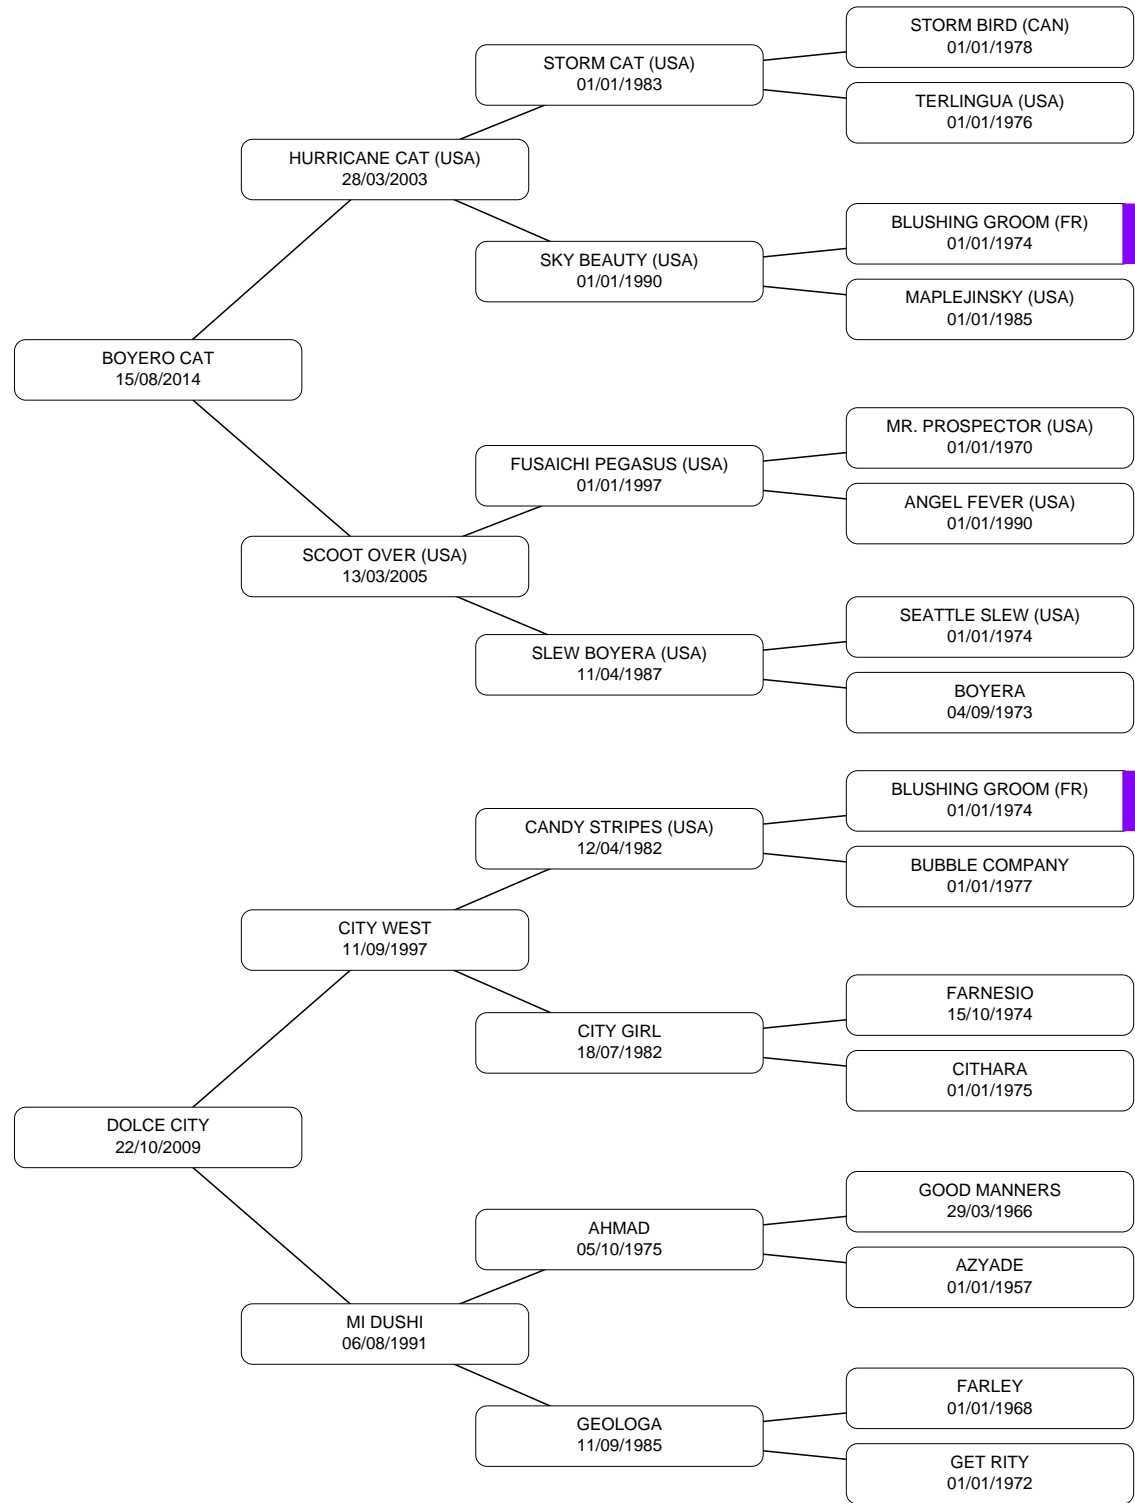 STORM BIRD (CAN)
01/01/1978
STORM CAT (USA)
01/01/1983
TERLINGUA (USA)
01/01/1976
HURRICANE CAT (USA)
28/03/2003
BLUSHING GROOM (FR)
01/01/1974
SKY BEAUTY (USA)
01/01/1990
MAPLEJINSKY (USA)
01/01/1985
BOYERO CAT
15/08/2014
MR. PROSPECTOR (USA)
01/01/1970
FUSAICHI PEGASUS (USA)
01/01/1997
ANGEL FEVER (USA)
01/01/1990
SCOOT OVER (USA)
13/03/2005
SEATTLE SLEW (USA)
01/01/1974
SLEW BOYERA (USA)
11/04/1987
BOYERA
04/09/1973
BLUSHING GROOM (FR)
01/01/1974
CANDY STRIPES (USA)
12/04/1982
BUBBLE COMPANY
01/01/1977
CITY WEST
11/09/1997
FARNESIO
15/10/1974
CITY GIRL
18/07/1982
CITHARA
01/01/1975
DOLCE CITY
22/10/2009
GOOD MANNERS
29/03/1966
AHMAD
05/10/1975
AZYADE
01/01/1957
MI DUSHI
06/08/1991
FARLEY
01/01/1968
GEOLOGA
11/09/1985
GET RITY
01/01/1972